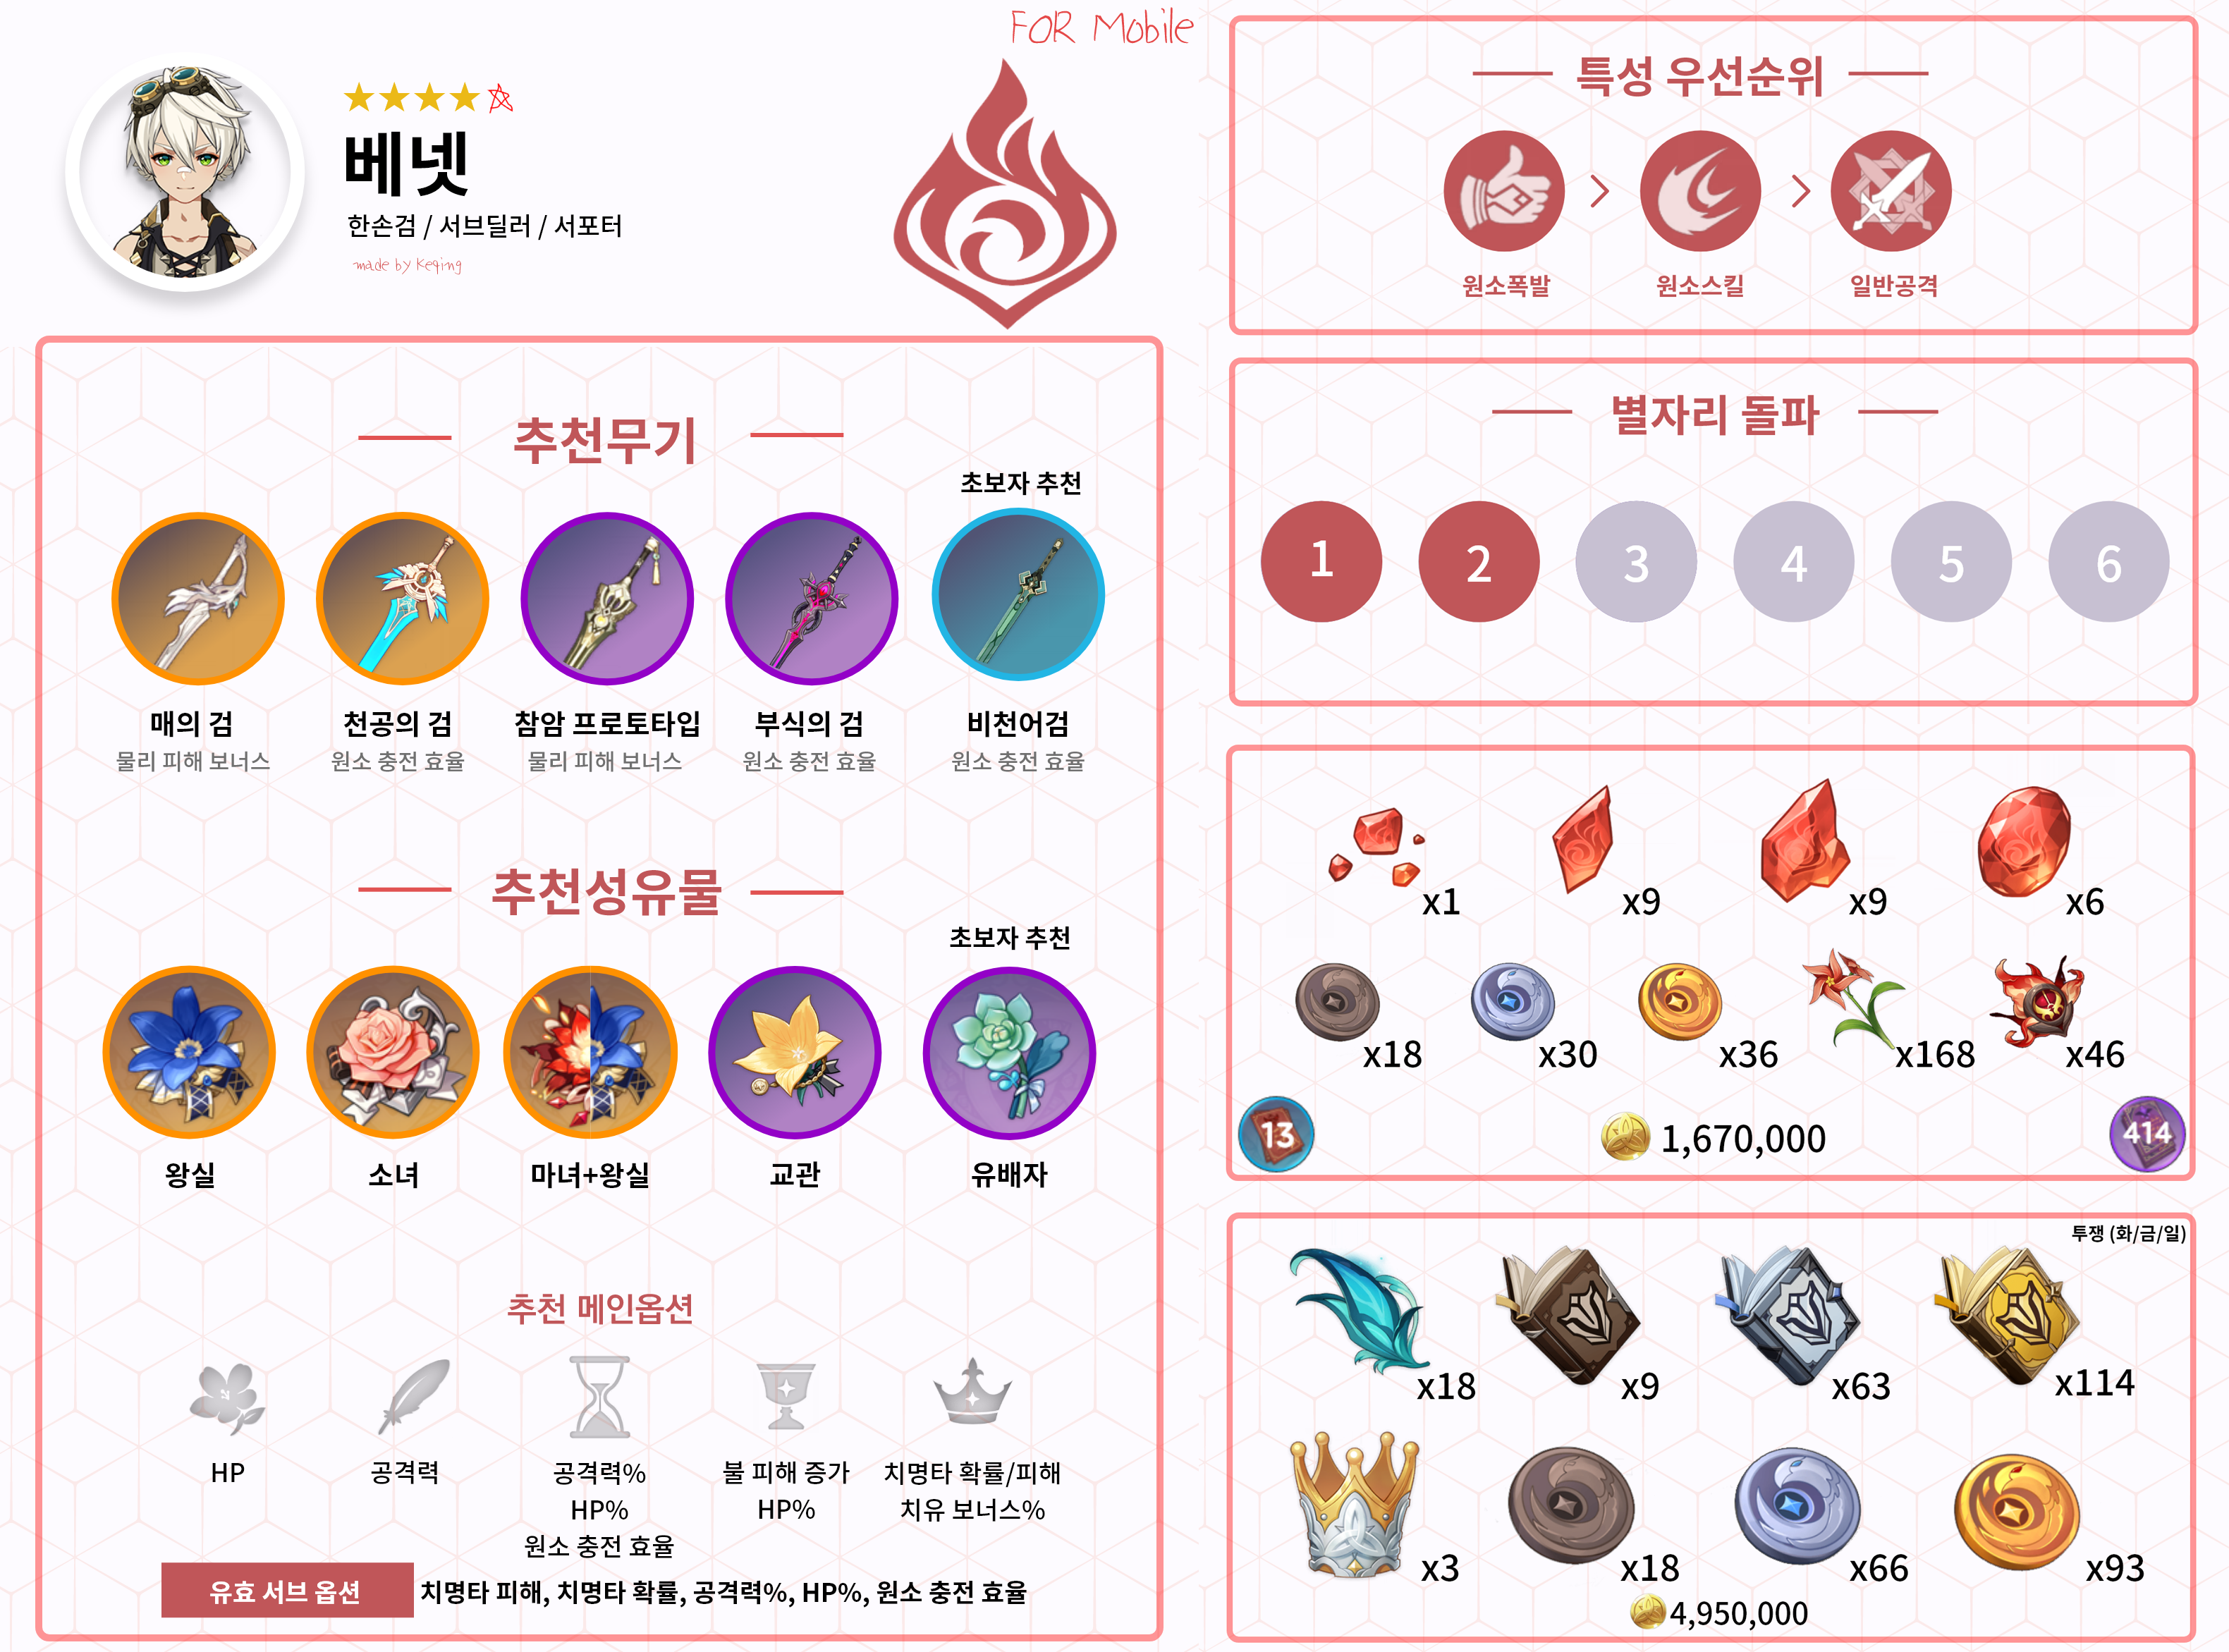 FOR Mobile
베넷
한손검 / 서브딜러 / 서포터
made by Keqing
추천무기
초보자 추천
매의 검
천공의 검
참암 프로토타입
부식의 검
비천어검
물리 피해 보너스
원소 충전 효율
물리 피해 보너스
원소 충전 효율
원소 충전 효율
추천성유물
초보자 추천
왕실
소녀
마녀+왕실
교관
유배자
추천 메인옵션
HP
공격력
공격력%
HP%
원소 충전 효율
불 피해 증가
HP%
치명타 확률/피해
치유 보너스%
유효 서브 옵션
치명타 피해, 치명타 확률, 공격력%, HP%, 원소 충전 효율
특성 우선순위
원소폭발
원소스킬
일반공격
별자리 돌파
1
2
3
4
5
6
x1
x9
x9
x6
x18
x30
x36
x168
x46
13
1,670,000
414
투쟁 (화/금/일)
x18
x9
x63
x114
x3
x18
x66
x93
4,950,000